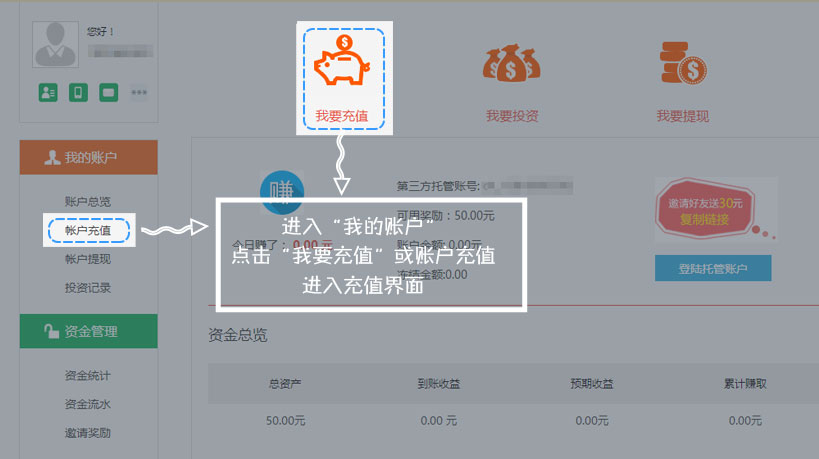 您好！
我要充值
我要投资
我要提现
我的账户
账户总览
帐户充值
帐户提现
投资记录
资金管理
资金统计
资金流水
邀请奖励
赚
第三方托管账号:
可用奖励：50.00元
今日赚了：0.00 元
账户余额: 0.00元
冻结金额:0.00
进入“我的账户”
点击“我要充值”或账户充值
进入充值界面
邀请好友送30元
复制链接
登陆托管账户
资金总览
总资产 到账收益 预期收益 累计赚取
50.00元 0.00 元 0.00元 0.00元